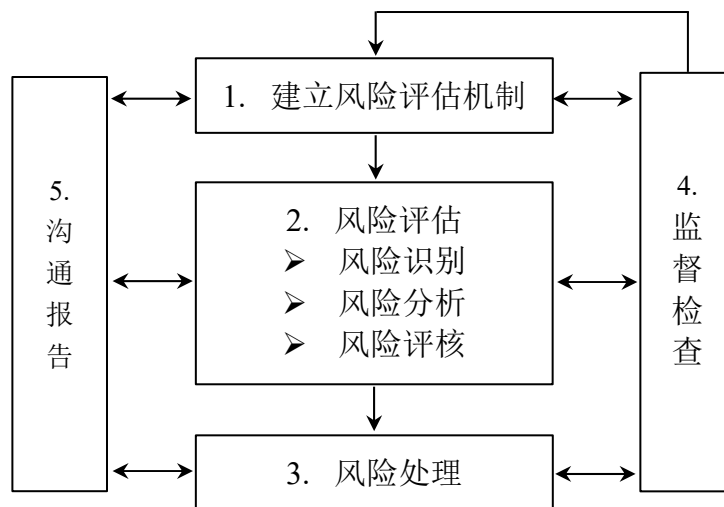 1. 建立风险评估机制
2. 风险评估
➢ 风险识别
➢ 风险分析
➢ 风险评核
3. 风险处理
4.
监
督
检
查
5.
沟
通
报
告